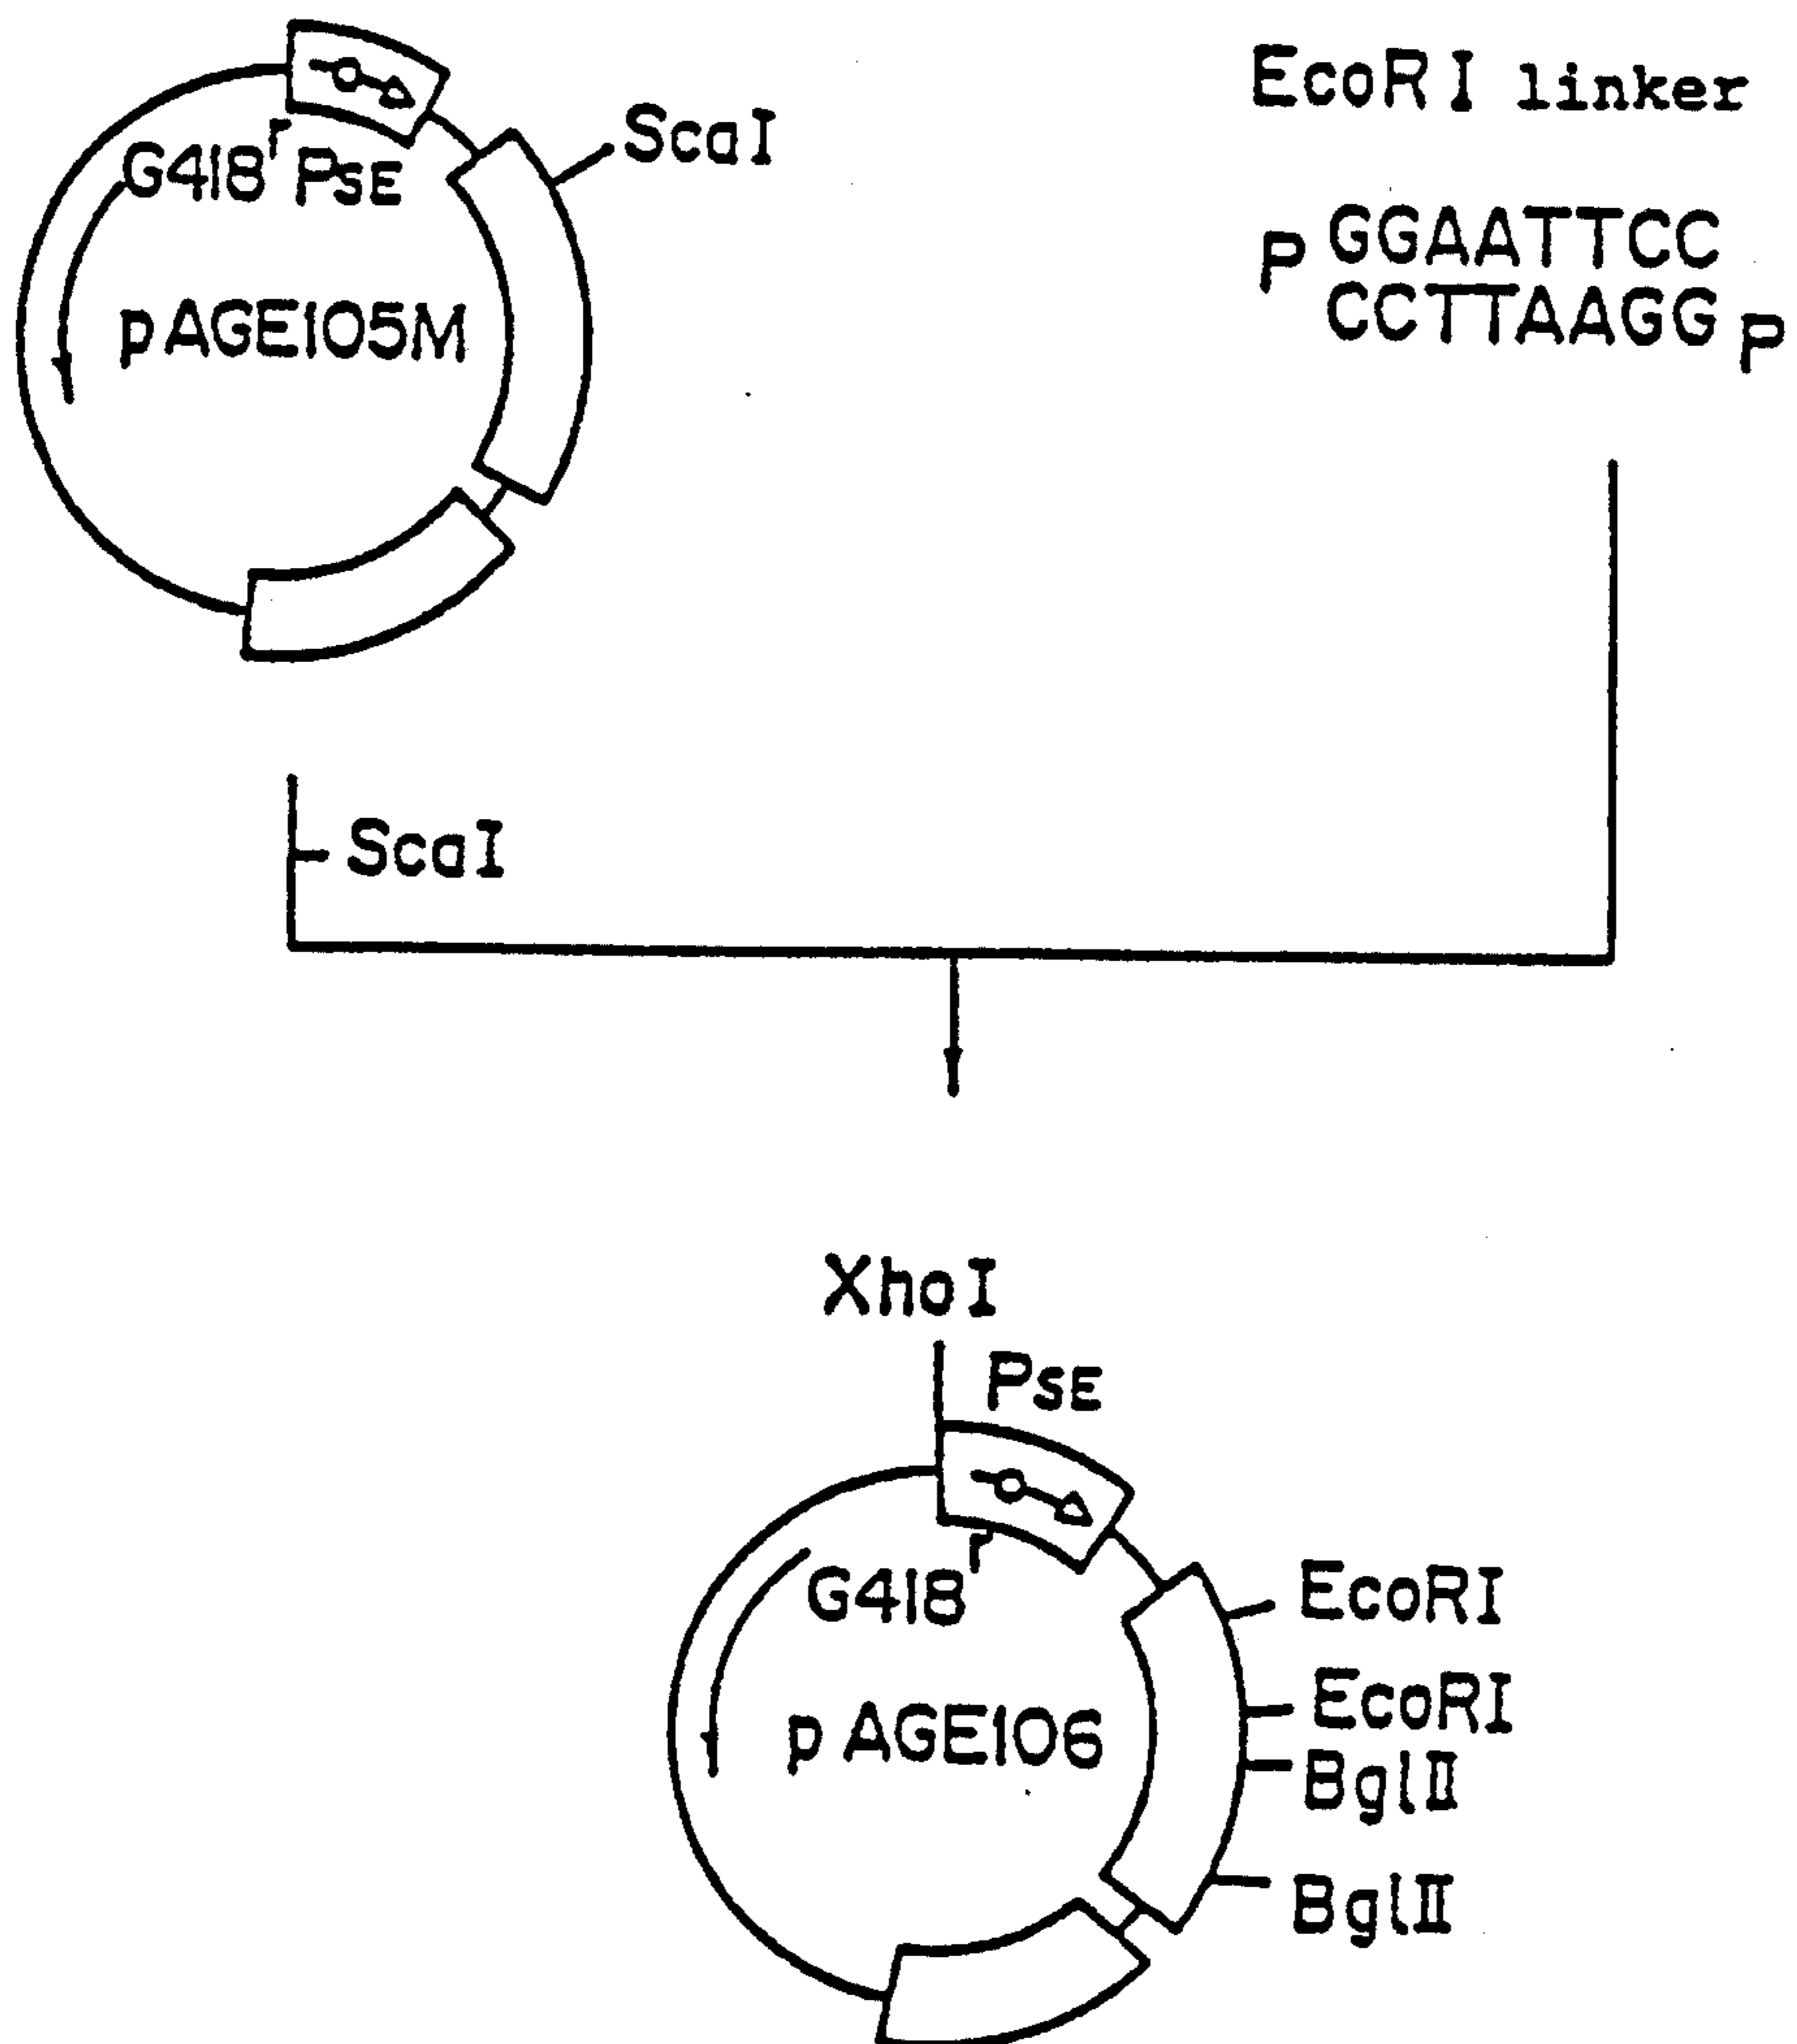 EcoRI linker
ScaI
G418r PSE
p GGAATTCC
CCTTAAGG p
pAGE105M
ScaI
XhoI
PSE
G418r
EcoRI
EcoRI
pAGE106
BglII
BglII